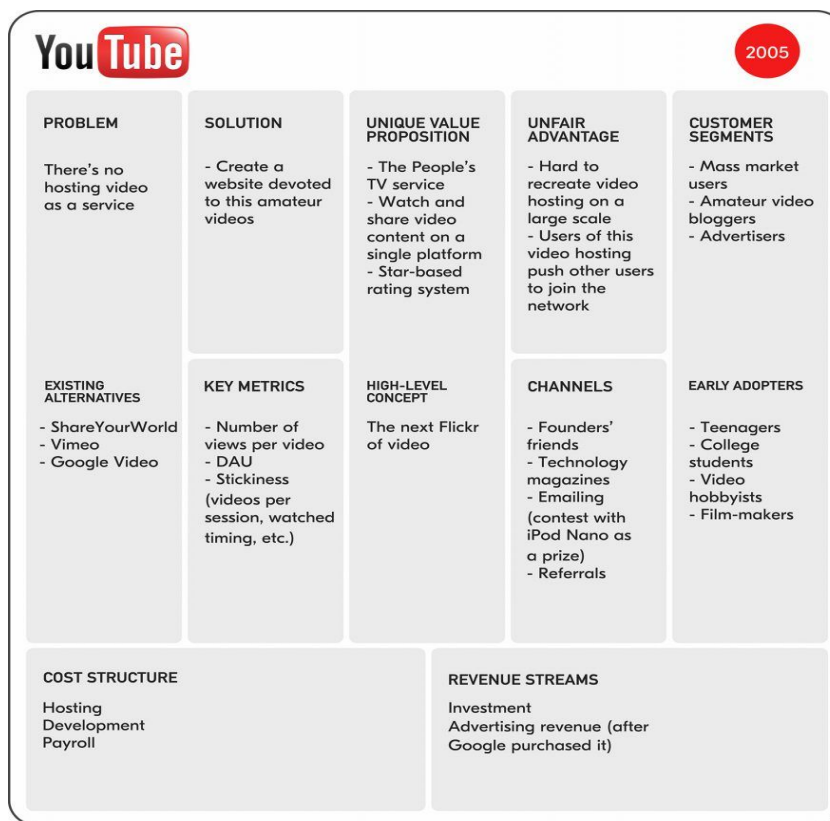 YouTube
2005
PROBLEM
There's no
hosting video
as a service
EXISTING
ALTERNATIVES
- ShareYourWorld
- Vimeo
- Google Video
SOLUTION
- Create a
website devoted
to this amateur
videos
KEY METRICS
- Number of
views per video
- DAU
- Stickiness
(videos per
session, watched
timing, etc.)
UNIQUE VALUE
PROPOSITION
- The People's
TV service
- Watch and
share video
content on a
single platform
- Star-based
rating system
HIGH-LEVEL
CONCEPT
The next Flickr
of video
UNFAIR
ADVANTAGE
- Hard to
recreate video
hosting on a
large scale
- Users of this
video hosting
push other users
to join the
network
CHANNELS
- Founders'
friends
- Technology
magazines
- Emailing
(contest with
iPod Nano as
a prize)
- Referrals
CUSTOMER
SEGMENTS
- Mass market
users
- Amateur video
bloggers
- Advertisers
EARLY ADOPTERS
- Teenagers
- College
students
- Video
hobbyists
- Film-makers
COST STRUCTURE
Hosting
Development
Payroll
REVENUE STREAMS
Investment
Advertising revenue (after
Google purchased it)